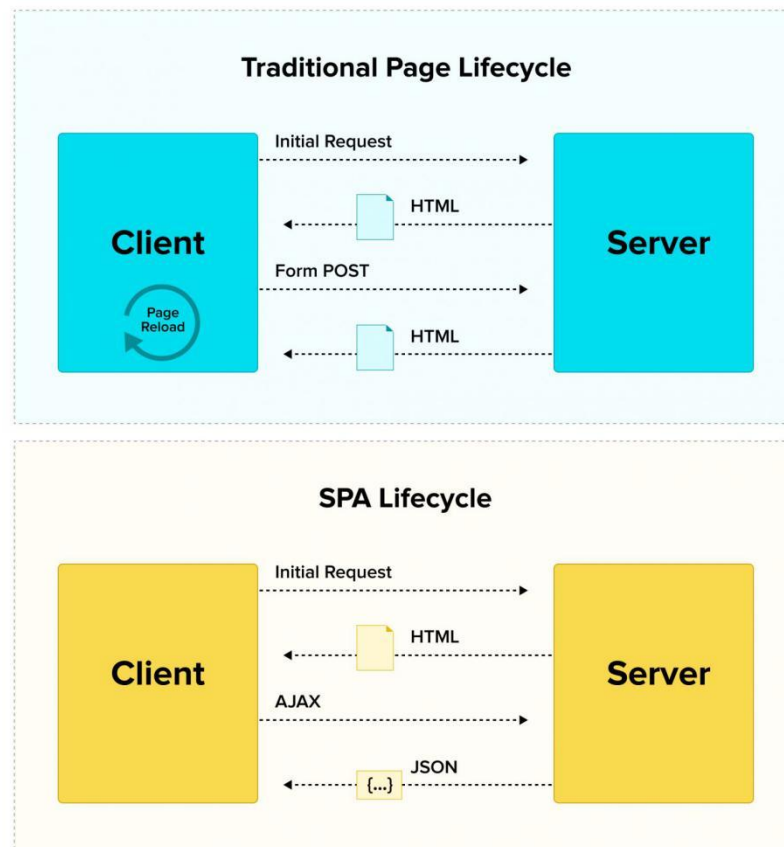 Traditional Page Lifecycle
Initial Request
HTML
Client
Server
Form POST
Page
Reload
HTML
SPA Lifecycle
Initial Request
HTML
Client
Server
AJAX
JSON
{...}